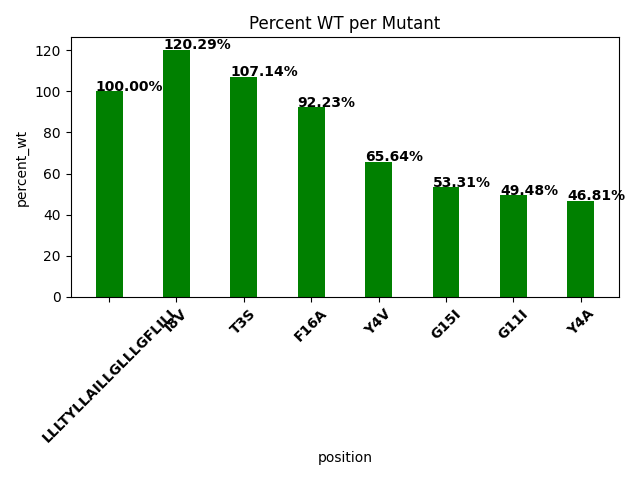 Percent WT per Mutant
percent_wt
120
100
80
60
40
20
0
100.00%
120.29%
107.14%
92.23%
65.64%
53.31%
49.48%
46.81%
LLLTYLLAILLGLLLGFLILI
I8V
T3S
F16A
Y4V
G15I
G11I
Y4A
position